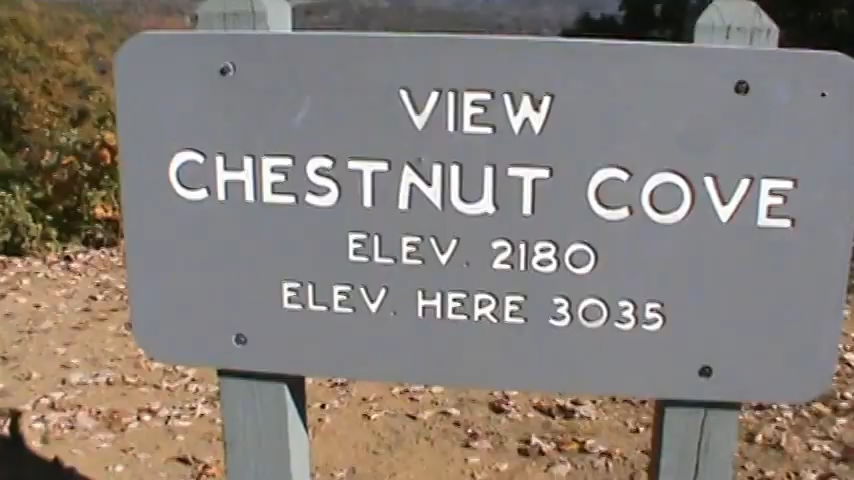 VIEW
CHESTNUT COVE
ELEV. 2180
ELEV. HERE 3035